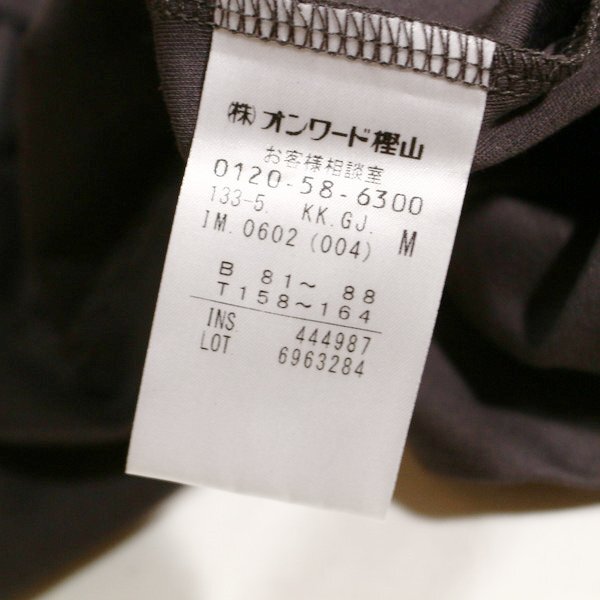 ㈱オンワード樫山
お客様相談室
0120-58-6300
133-5. KK.GJ.
IM.0602(004) M
B 81〜 88
T158〜164
INS 444987
LOT 6963284